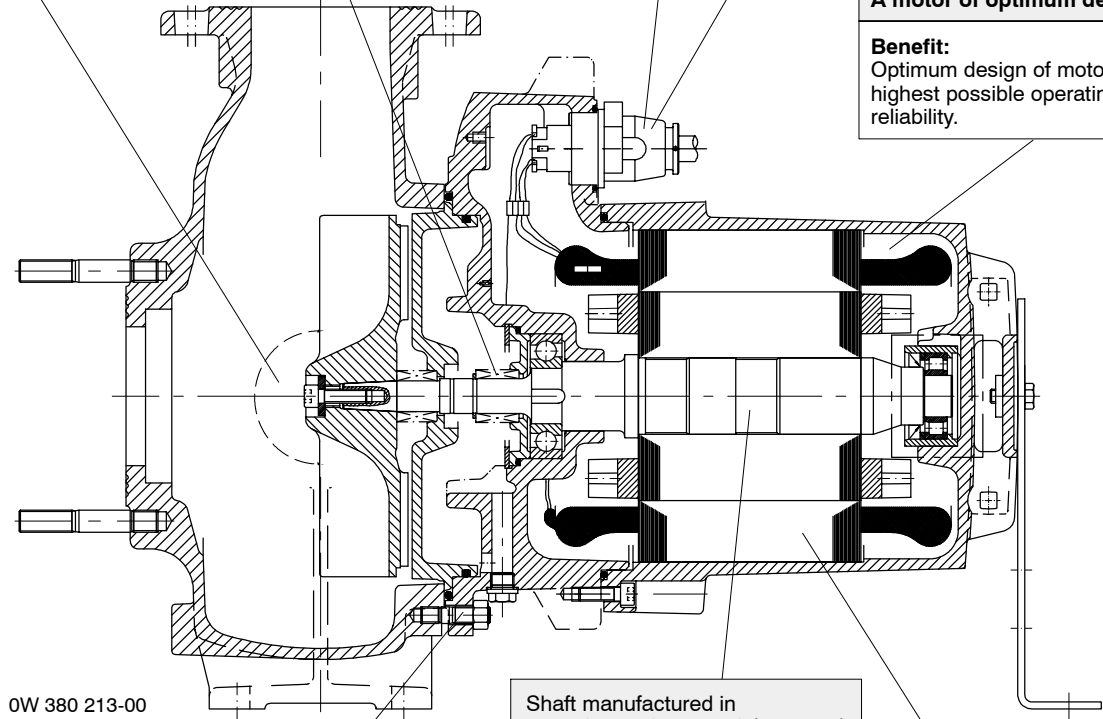 A motor of optimum de
Benefit:
Optimum design of moto
highest possible operatin
reliability.
0W 380 213-00
Shaft manufactured in